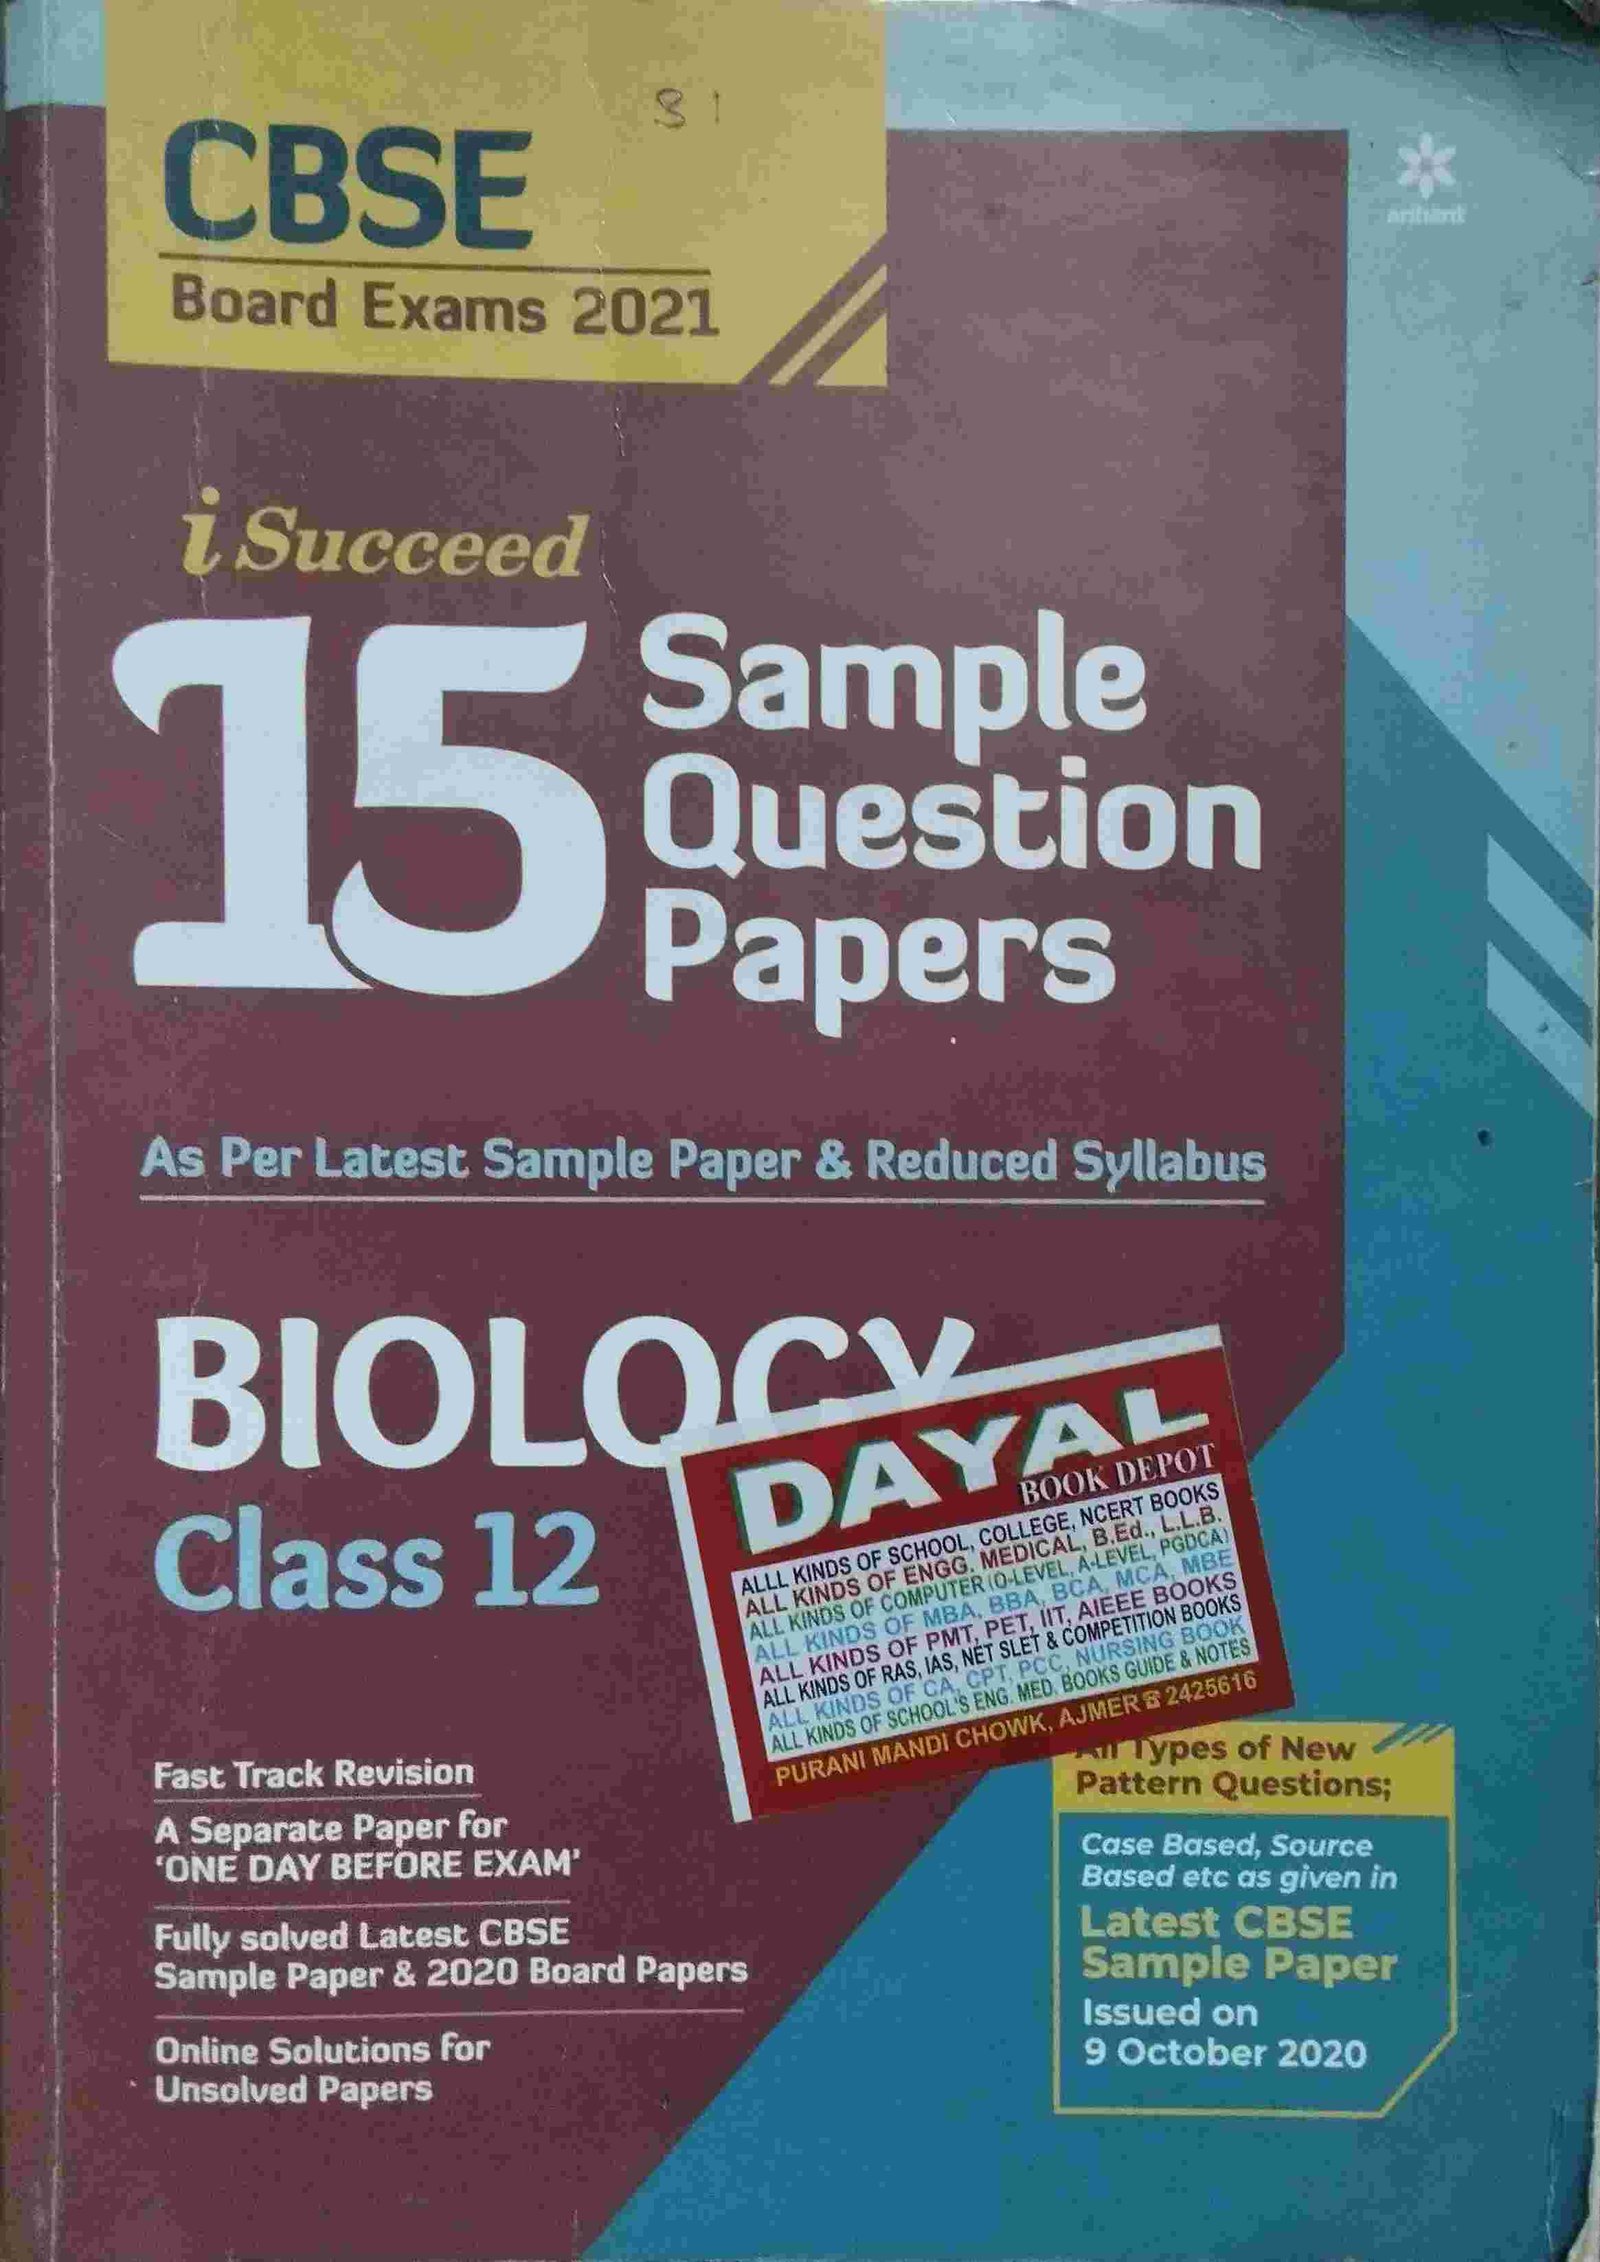 31
CBSE
Board Exams 2021
arihant
i Succeed
15 Sample
Question
Papers
As Per Latest Sample Paper & Reduced Syllabus
BIOLOGY
Class 12
DAYAL
BOOK DEPOT
ALLL KINDS OF SCHOOL, COLLEGE, NCERT BOOKS
ALL KINDS OF ENGG. MEDICAL, B.Ed., L.L.B.
ALL KINDS OF COMPUTER (O-LEVEL, A-LEVEL, PGDCA)
ALL KINDS OF MBA, BBA, BCA, MCA, MBE
ALL KINDS OF PMT, PET, IIT, AIEEE BOOKS
ALL KINDS OF RAS, IAS, NET SLET & COMPETITION BOOKS
ALL KINDS OF CA, CPT, PCC, NURSING BOOK
ALL KINDS OF SCHOOL'S ENG. MED. BOOKS GUIDE & NOTES
PURANI MANDI CHOWK, AJMER ☎ 2425616
Fast Track Revision
A Separate Paper for
'ONE DAY BEFORE EXAM'
Fully solved Latest CBSE
Sample Paper & 2020 Board Papers
Online Solutions for
Unsolved Papers
All Types of New
Pattern Questions;
Case Based, Source
Based etc as given in
Latest CBSE
Sample Paper
Issued on
9 October 2020